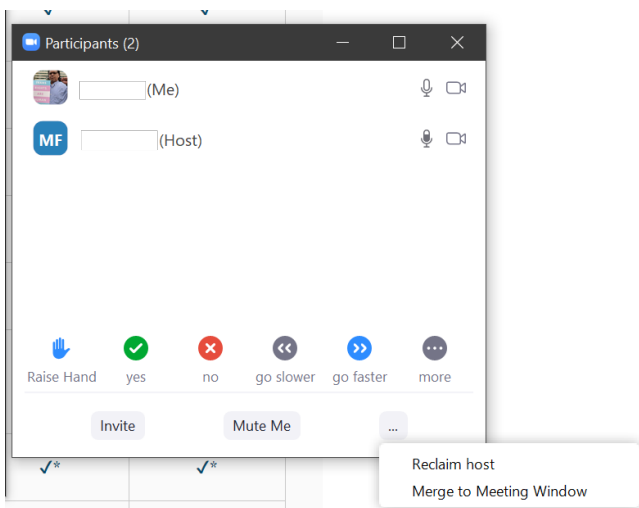 Participants (2)
(Me)
MF (Host)
Raise Hand yes no go slower go faster more
Invite Mute Me ...
Reclaim host
Merge to Meeting Window
✓* ✓*